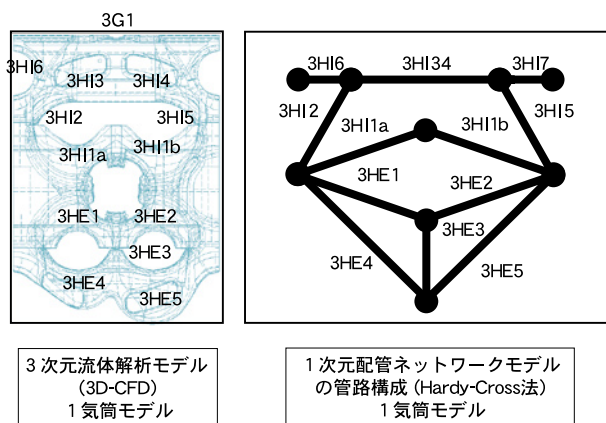 3G1
3HI6
3HI3
3HI4
3HI2
3HI5
3HI1a
3HI1b
3HE1
3HE2
3HE3
3HE4
3HE5
3HI6
3HI34
3HI7
3HI2
3HI5
3HI1a
3HI1b
3HE1
3HE2
3HE3
3HE4
3HE5
3次元流体解析モデル
(3D-CFD)
1気筒モデル
1次元配管ネットワークモデル
の管路構成(Hardy-Cross法)
1気筒モデル